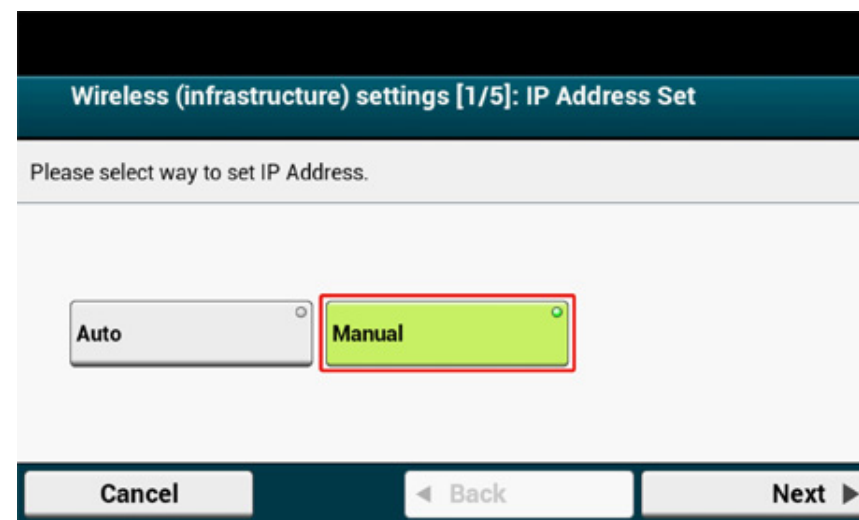 Wireless (infrastructure) settings [1/5]: IP Address Set
Please select way to set IP Address.
Auto
Manual
Cancel
Back
Next